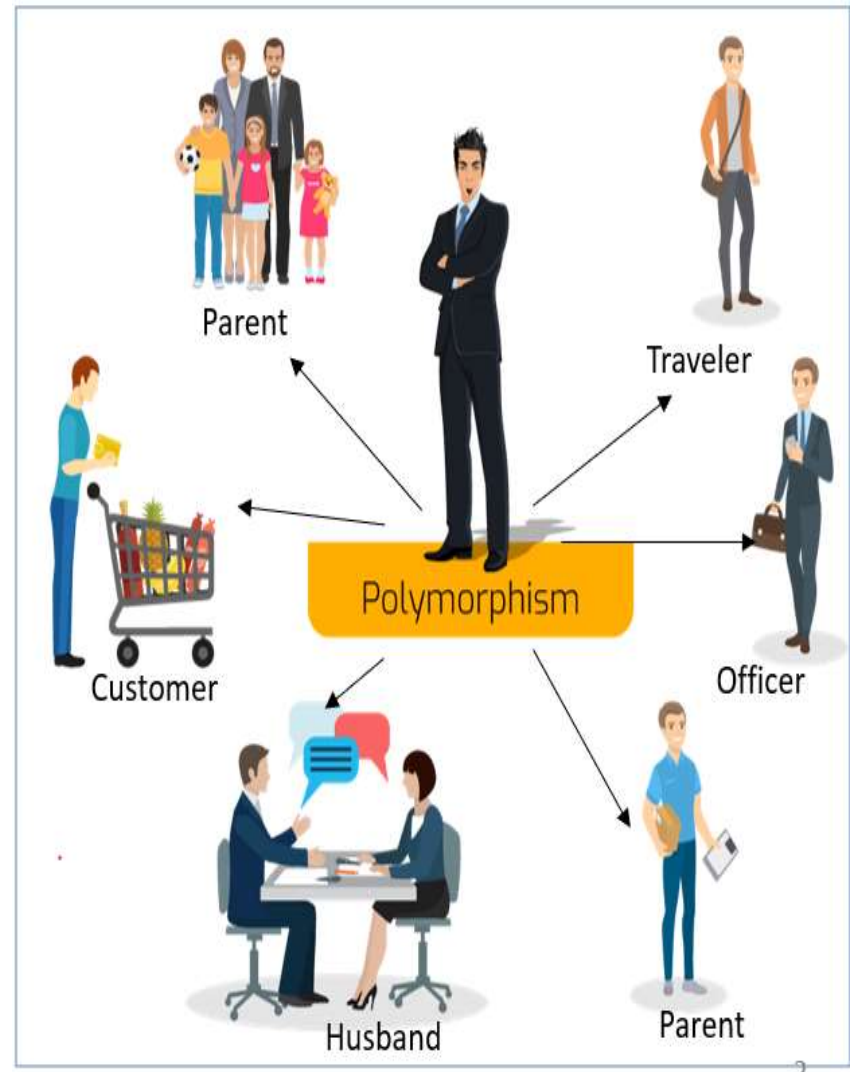 Parent
Traveler
Polymorphism
Customer
Officer
Husband
Parent